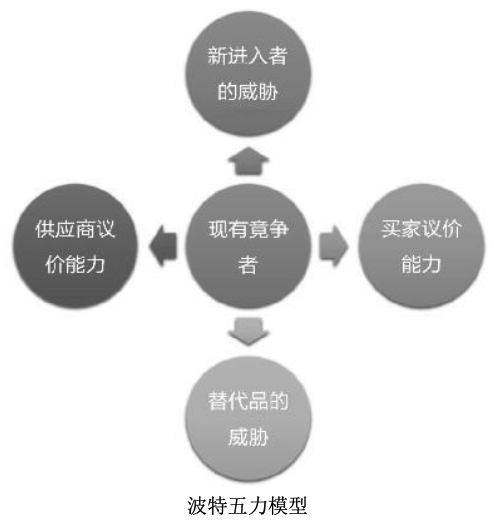 新进入者
的威胁
供应商议
价能力
现有竟争
者
买家议价
能力
替代品的
威胁
波特五力模型